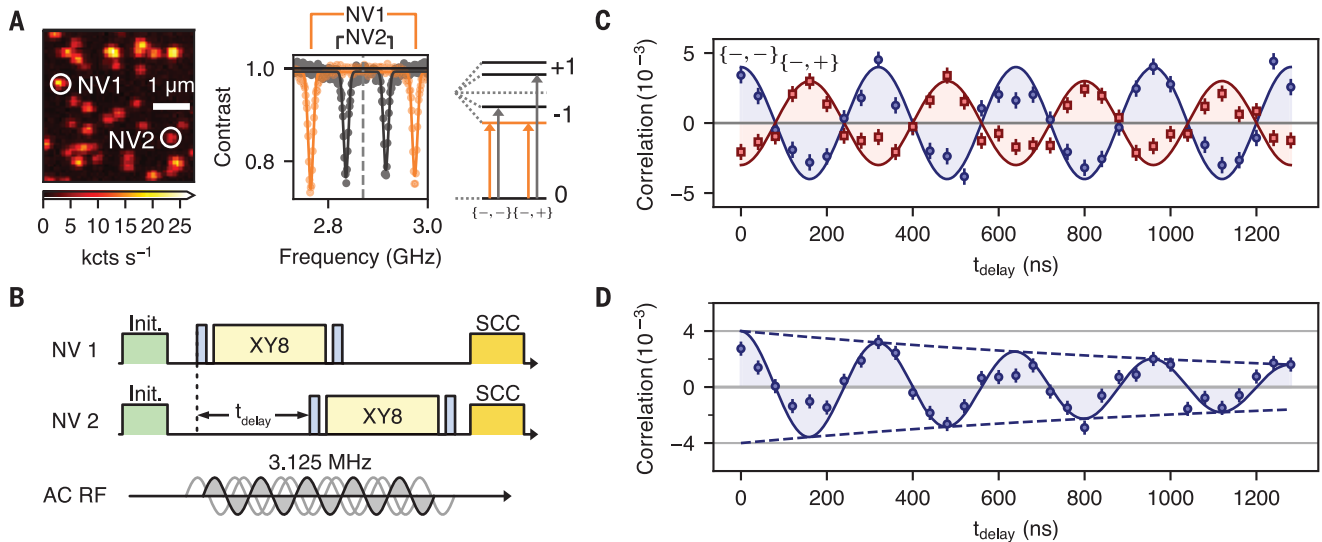 A
NV1
1 μm
NV2
0 5 10 15 20 25
kcts s⁻¹
NV1
NV2
1.0
0.8
Contrast
2.8 3.0
Frequency (GHz)
+1
-1
0
{−, −} {−, +}
B
Init.
SCC
NV 1
XY8
Init.
SCC
NV 2
t_delay
XY8
3.125 MHz
AC RF
C
{−, −} {−, +}
5
0
-5
Correlation (10⁻³)
0 200 400 600 800 1000 1200
t_delay (ns)
D
4
0
−4
Correlation (10⁻³)
0 200 400 600 800 1000 1200
t_delay (ns)